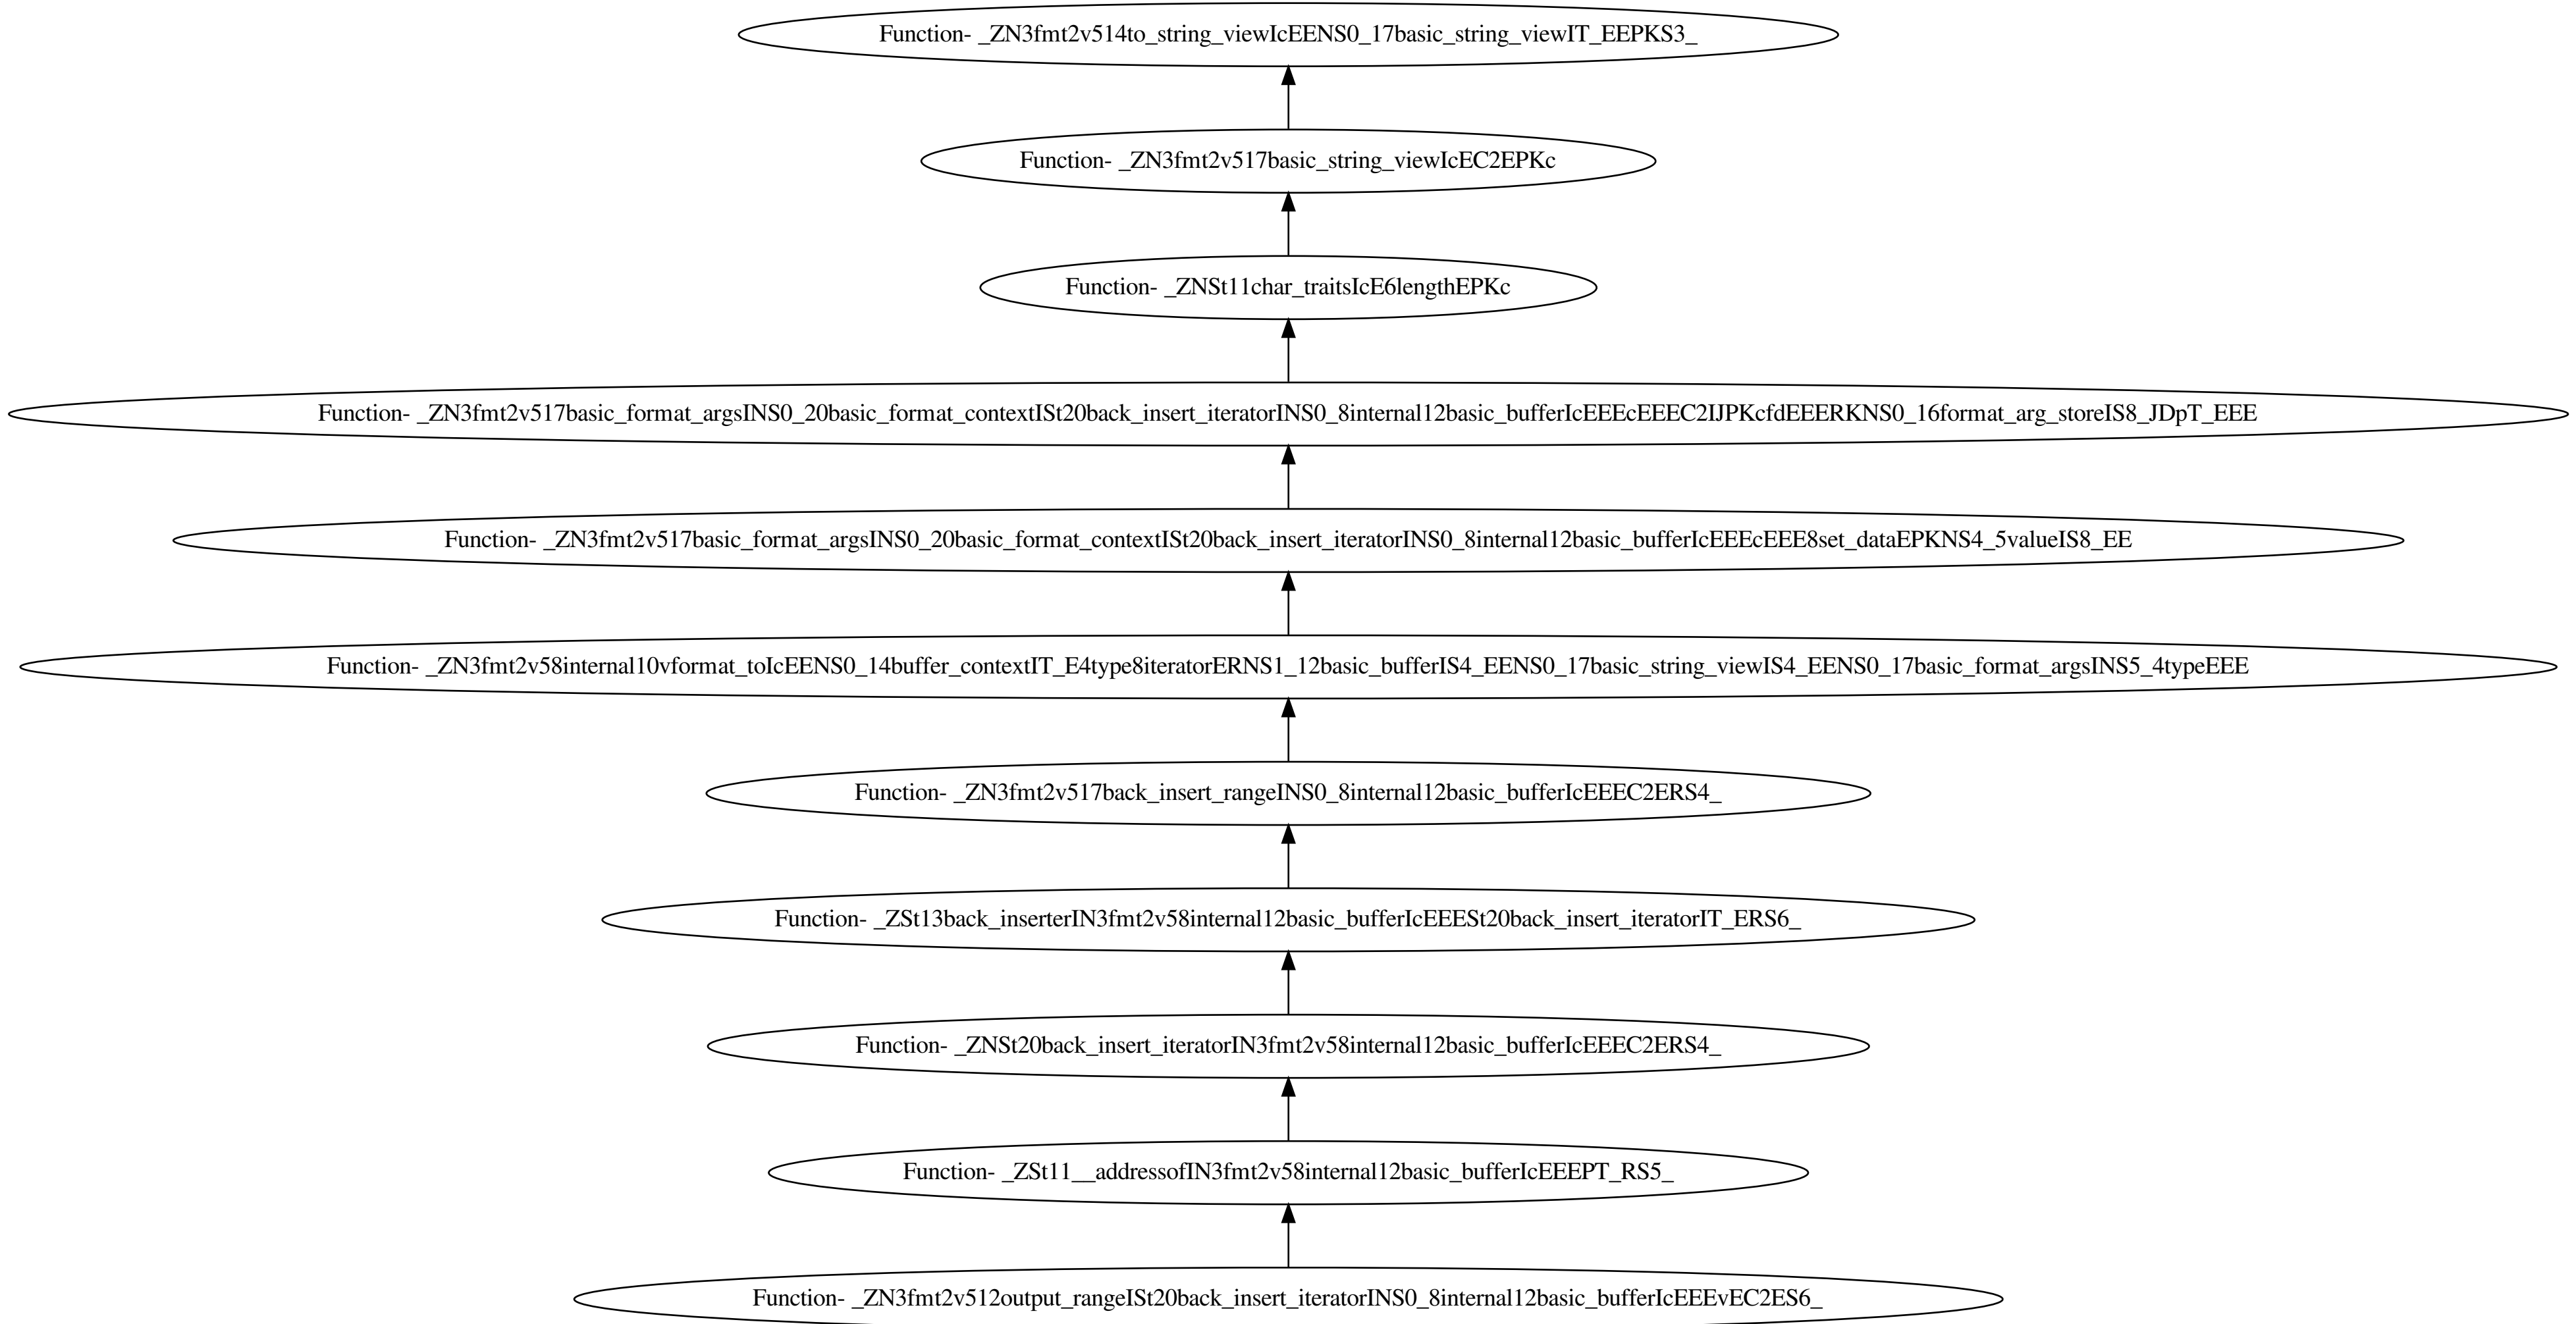 Function- _ZN3fmt2v514to_string_viewIcEENS0_17basic_string_viewIT_EEPKS3_
Function- _ZN3fmt2v517basic_string_viewIcEC2EPKc
Function- _ZNSt11char_traitsIcE6lengthEPKc
Function- _ZN3fmt2v517basic_format_argsINS0_20basic_format_contextISt20back_insert_iteratorINS0_8internal12basic_bufferIcEEEcEEEC2IJPKcfdEEERKNS0_16format_arg_storeIS8_JDpT_EEE
Function- _ZN3fmt2v517basic_format_argsINS0_20basic_format_contextISt20back_insert_iteratorINS0_8internal12basic_bufferIcEEEcEEE8set_dataEPKNS4_5valueIS8_EE
Function- _ZN3fmt2v58internal10vformat_toIcEENS0_14buffer_contextIT_E4type8iteratorERNS1_12basic_bufferIS4_EENS0_17basic_string_viewIS4_EENS0_17basic_format_argsINS5_4typeEEE
Function- _ZN3fmt2v517back_insert_rangeINS0_8internal12basic_bufferIcEEEC2ERS4_
Function- _ZSt13back_inserterIN3fmt2v58internal12basic_bufferIcEEESt20back_insert_iteratorIT_ERS6_
Function- _ZNSt20back_insert_iteratorIN3fmt2v58internal12basic_bufferIcEEEC2ERS4_
Function- _ZSt11__addressofIN3fmt2v58internal12basic_bufferIcEEEPT_RS5_
Function- _ZN3fmt2v512output_rangeISt20back_insert_iteratorINS0_8internal12basic_bufferIcEEEvEC2ES6_